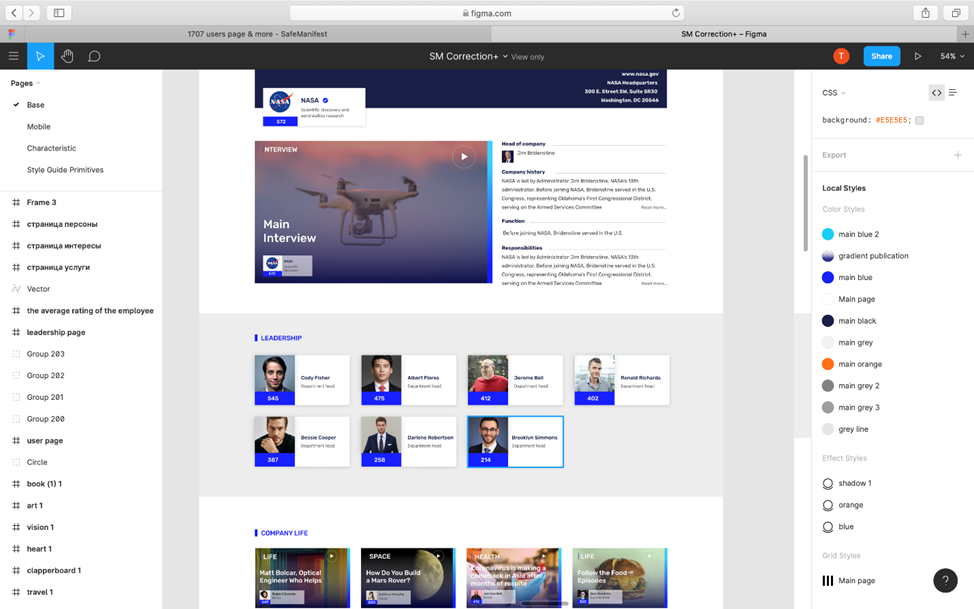 figma.com
1707 users page & more - SafeManifest
SM Correction+ – Figma
SM Correction+
View only
T
Share
54%
Pages
Base
Mobile
Characteristic
Style Guide Primitives
Frame 3
страница персоны
страница интересы
страница услуги
Vector
the average rating of the employee
leadership page
Group 203
Group 202
Group 201
Group 200
user page
Circle
book (1) 1
art 1
vision 1
heart 1
clapperboard 1
travel 1
www.nasa.gov
NASA Headquarters
300 E. Street SW, Suite 5R30
Washington, DC 20546
NASA
NASA
Scientific discovery and
aeronautics research
572
INTERVIEW
Main
Interview
NASA
Head of company
Jim Bridenstine
Company history
NASA is led by Administrator Jim Bridenstine. NASA's 13th
administrator. Before joining NASA, Bridenstine served in the U.S.
Congress, representing Oklahoma's First Congressional District,
serving on the Armed Services Committee
Read more...
Function
Before joining NASA, Bridenstine served in the U.S.
Responsibilities
NASA is led by Administrator Jim Bridenstine. NASA's 13th
administrator. Before joining NASA, Bridenstine served in the U.S.
Congress, representing Oklahoma's First Congressional District,
serving on the Armed Services Committee
Read more...
LEADERSHIP
Cody Fisher
Department head
545
Albert Flores
Department head
475
Jerome Bell
Department head
412
Ronald Richards
Department head
402
Bessie Cooper
Department head
387
Darlene Robertson
Department head
258
Brooklyn Simmons
Department head
214
COMPANY LIFE
LIFE
Matt Bolcar, Optical
Engineer Who Helps
SPACE
How Do You Build
a Mars Rover?
HEALTH
Coronavirus is making a
comeback in Asia after
months of respite
LIFE
Follow the Food
Episodes
CSS
background: #E5E5E5;
Export
Local Styles
Color Styles
main blue 2
gradient publication
main blue
Main page
main black
main grey
main orange
main grey 2
main grey 3
grey line
Effect Styles
shadow 1
orange
blue
Grid Styles
Main page
?